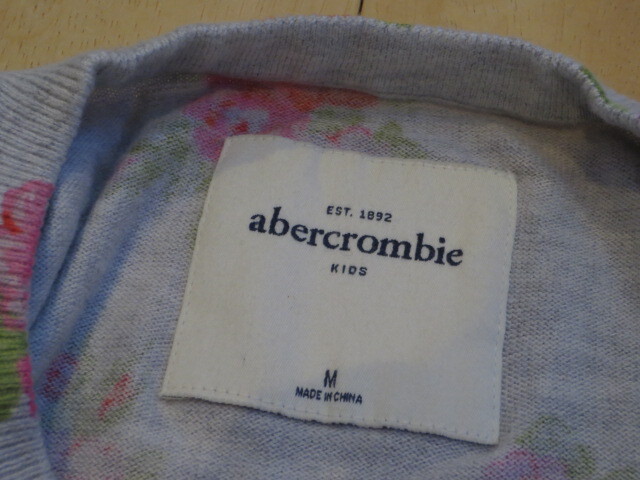 EST. 1892
abercrombie
KIDS
M
MADE IN CHINA